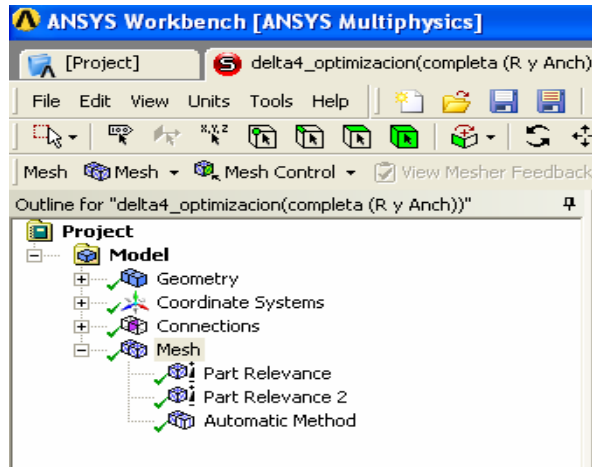 ANSYS Workbench [ANSYS Multiphysics]
[Project] delta4_optimizacion(completa (R y Anch)
File Edit View Units Tools Help
Mesh Mesh Mesh Control View Mesher Feedback
Outline for "delta4_optimizacion(completa (R y Anch))"
Project
Model
Geometry
Coordinate Systems
Connections
Mesh
Part Relevance
Part Relevance 2
Automatic Method